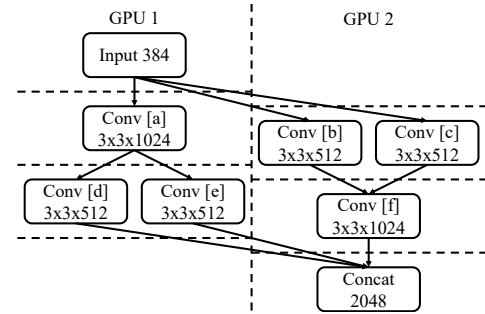 GPU 1
GPU 2
Input 384
Conv [a]
3x3x1024
Conv [b]
3x3x512
Conv [c]
3x3x512
Conv [d]
3x3x512
Conv [e]
3x3x512
Conv [f]
3x3x1024
Concat
2048